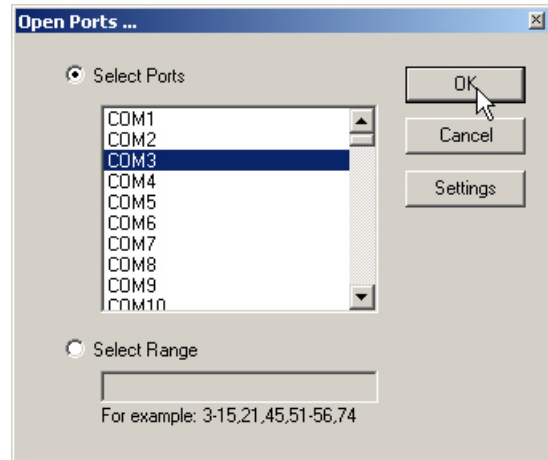 Open Ports ...
Select Ports
OK
COM1
COM2
COM3
COM4
COM5
COM6
COM7
COM8
COM9
COM10
Cancel
Settings
Select Range
For example: 3-15,21,45,51-56,74